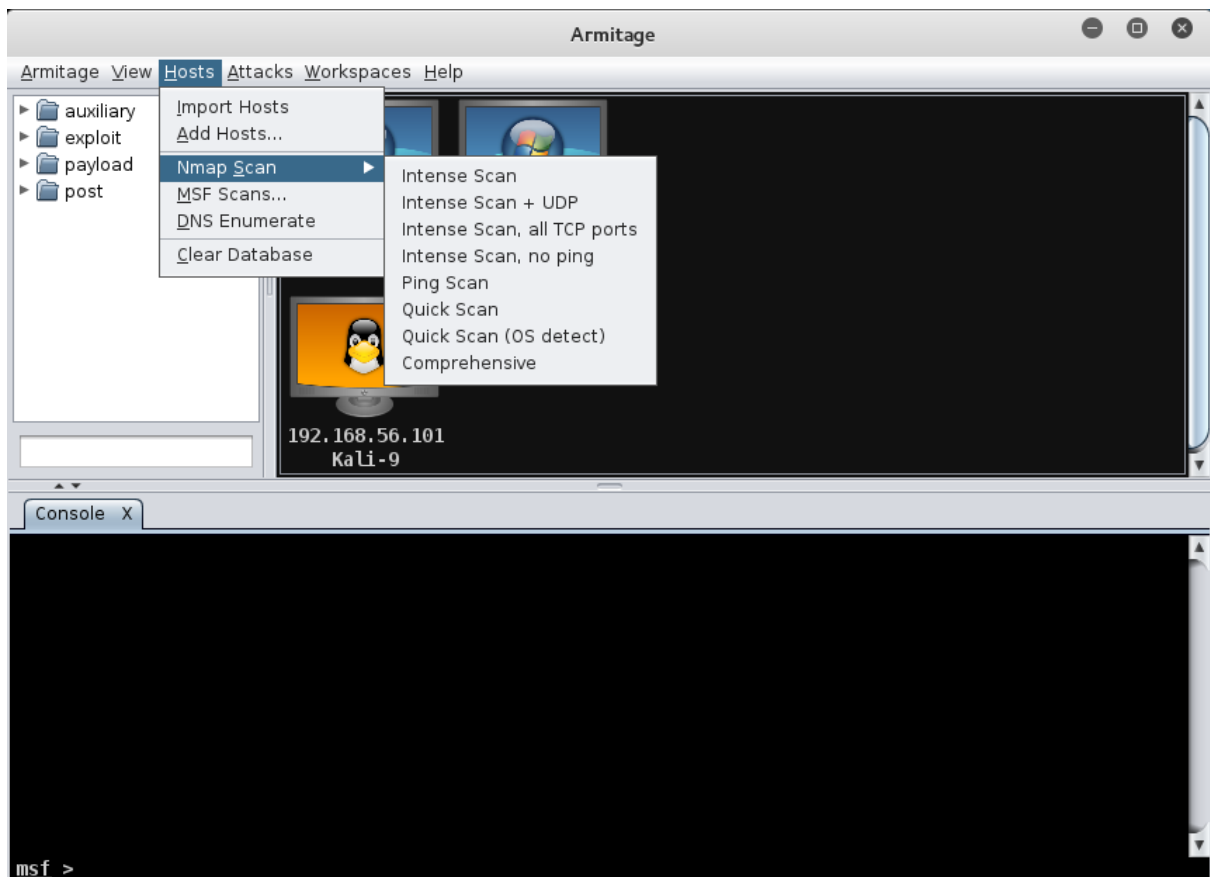 Armitage
Armitage View Hosts Attacks Workspaces Help
auxiliary
exploit
payload
post
Import Hosts
Add Hosts...
Nmap Scan
MSF Scans...
DNS Enumerate
Clear Database
Intense Scan
Intense Scan + UDP
Intense Scan, all TCP ports
Intense Scan, no ping
Ping Scan
Quick Scan
Quick Scan (OS detect)
Comprehensive
192.168.56.101
Kali-9
Console X
msf >